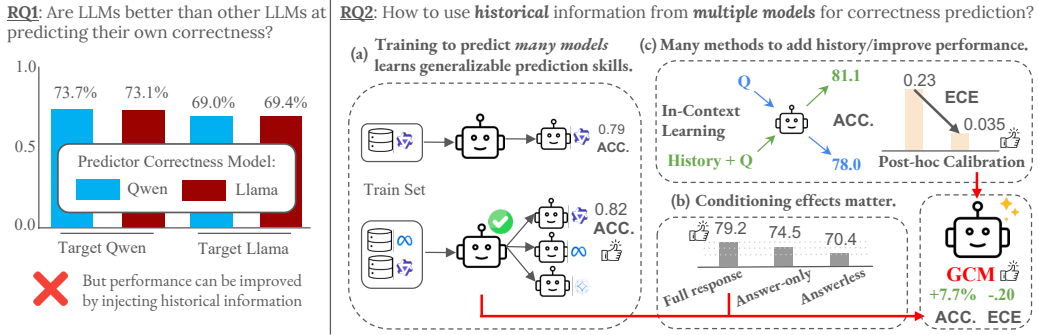 RQ1: Are LLMs better than other LLMs at
predicting their own correctness?
1.0
0.5
0.0
73.7%
73.1%
69.0%
69.4%
Predictor Correctness Model:
Qwen
Llama
Target Qwen
Target Llama
But performance can be improved
by injecting historical information
RQ2: How to use historical information from multiple models for correctness prediction?
(a) Training to predict many models
learns generalizable prediction skills.
0.79
ACC.
Train Set
0.82
ACC.
(c) Many methods to add history/improve performance.
Q
81.1
In-Context
Learning
ACC.
History + Q
78.0
0.23
ECE
0.035
Post-hoc Calibration
(b) Conditioning effects matter.
79.2
74.5
70.4
Full response
Answer-only
Answerless
GCM
+7.7% -.20
ACC. ECE